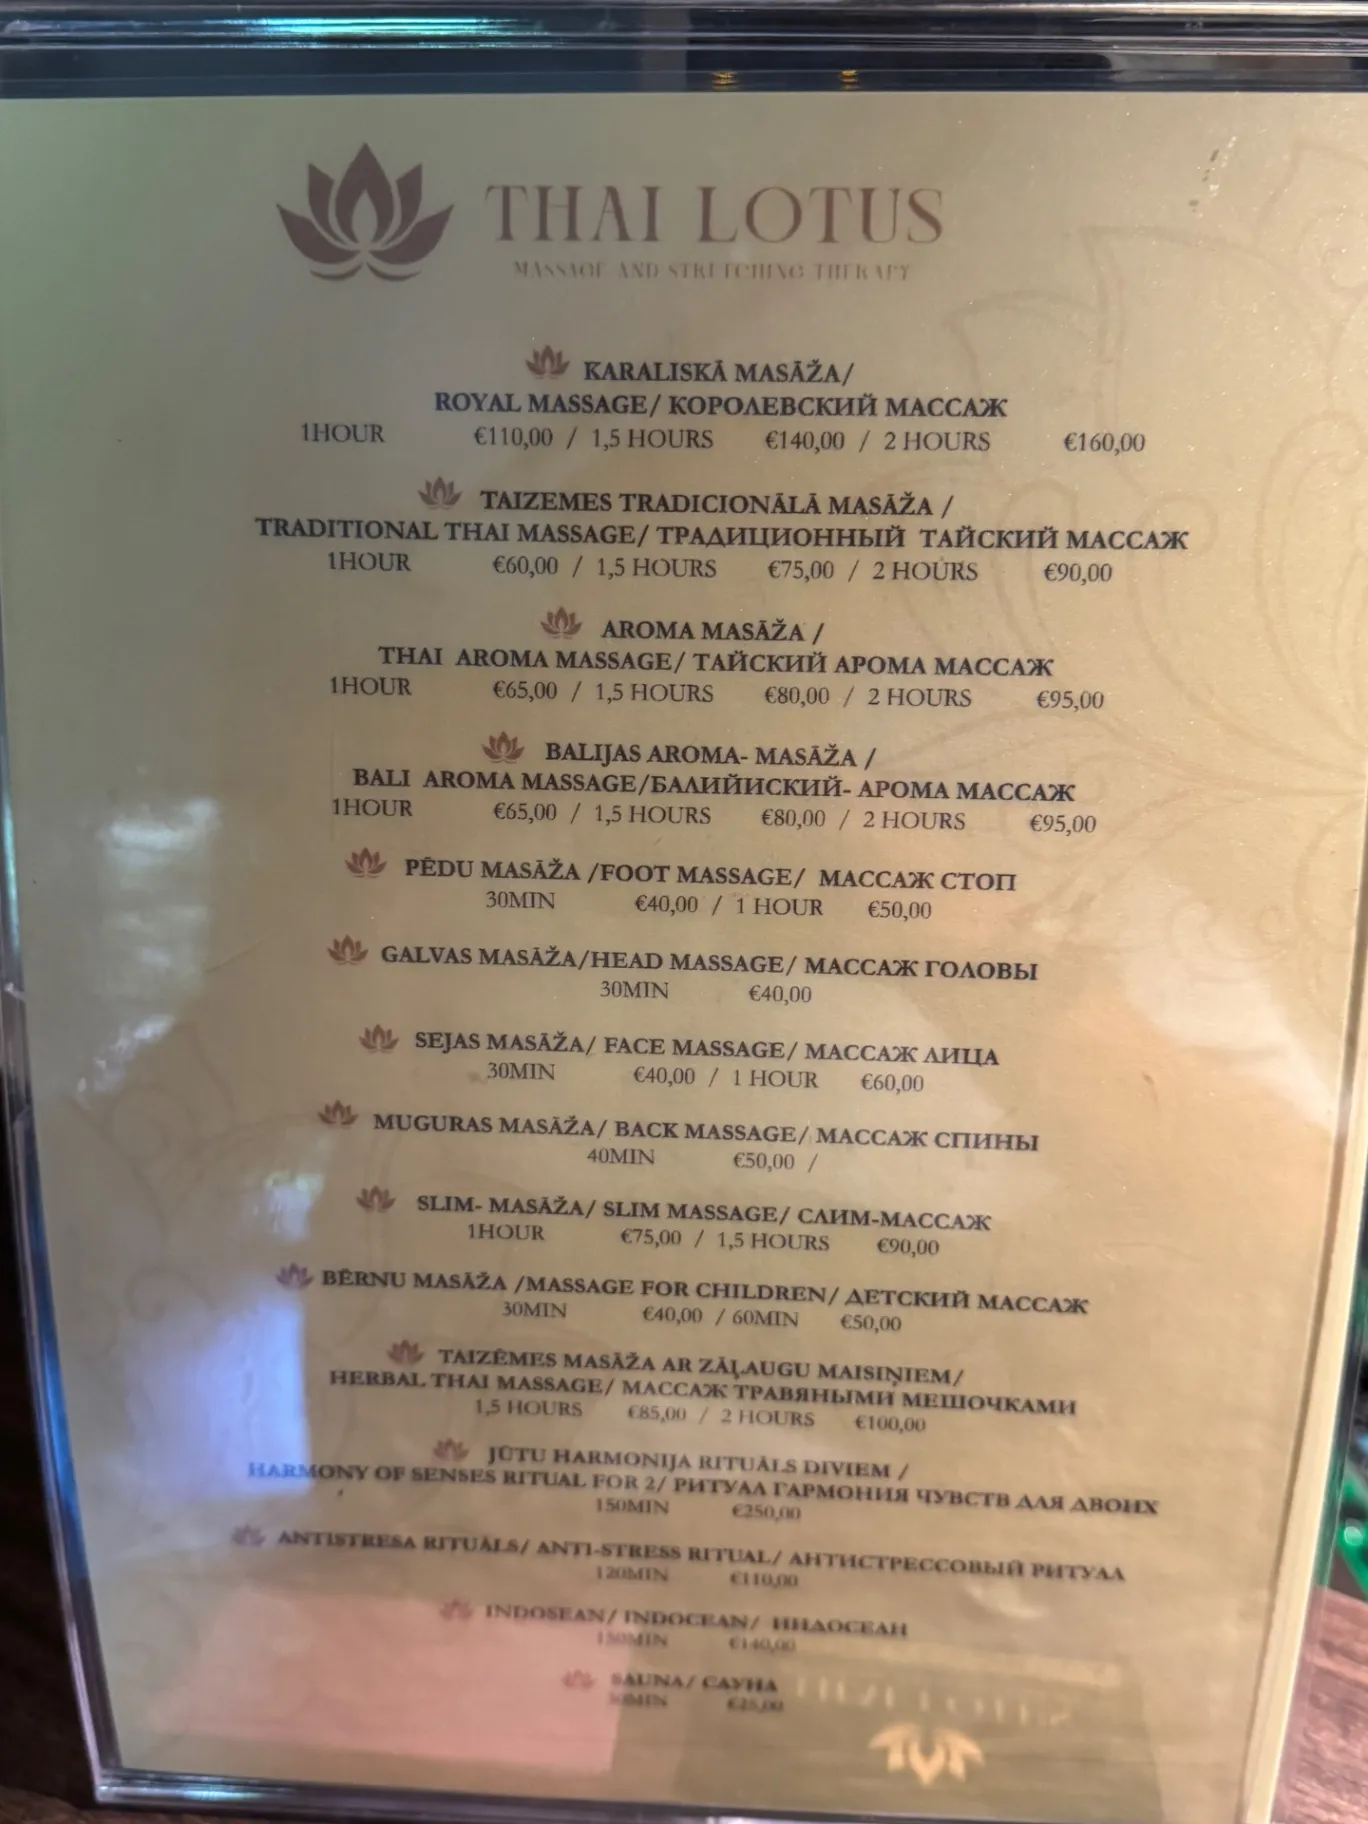 THAI LOTUS
MASSAGE AND STRETCHING THERAPY
KARALISKĀ MASĀŽA/
ROYAL MASSAGE/ КОРОЛЕВСКИЙ МАССАЖ
1HOUR €110,00 / 1,5 HOURS €140,00 / 2 HOURS €160,00
TAIZEMES TRADICIONĀLĀ MASĀŽA /
TRADITIONAL THAI MASSAGE/ ТРАДИЦИОННЫЙ ТАЙСКИЙ МАССАЖ
1HOUR €60,00 / 1,5 HOURS €75,00 / 2 HOURS €90,00
AROMA MASĀŽA /
THAI AROMA MASSAGE/ ТАЙСКИЙ АРОМА МАССАЖ
1HOUR €65,00 / 1,5 HOURS €80,00 / 2 HOURS €95,00
BALIJAS AROMA- MASĀŽA /
BALI AROMA MASSAGE/БАЛИЙИСКИЙ- АРОМА МАССАЖ
1HOUR €65,00 / 1,5 HOURS €80,00 / 2 HOURS €95,00
PĒDU MASĀŽA /FOOT MASSAGE/ МАССАЖ СТОП
30MIN €40,00 / 1 HOUR €50,00
GALVAS MASĀŽA/HEAD MASSAGE/ МАССАЖ ГОЛОВЫ
30MIN €40,00
SEJAS MASĀŽA/ FACE MASSAGE/ МАССАЖ ЛИЦА
30MIN €40,00 / 1 HOUR €60,00
MUGURAS MASĀŽA/ BACK MASSAGE/ МАССАЖ СПИНЫ
40MIN €50,00 /
SLIM- MASĀŽA/ SLIM MASSAGE/ СЛИМ-МАССАЖ
1HOUR €75,00 / 1,5 HOURS €90,00
BĒRNU MASĀŽA /MASSAGE FOR CHILDREN/ ДЕТСКИЙ МАССАЖ
30MIN €40,00 / 60MIN €50,00
TAIZĒMES MASĀŽA AR ZĀĻAUGU MAISIŅIEM/
HERBAL THAI MASSAGE/ МАССАЖ ТРАВЯНЫМИ МЕШОЧКАМИ
1,5 HOURS €85,00 / 2 HOURS €100,00
JŪTU HARMONIJA RITUĀLS DIVIEM /
HARMONY OF SENSES RITUAL FOR 2/ РИТУАЛ ГАРМОНИЯ ЧУВСТВ ДЛЯ ДВОИХ
150MIN €250,00
ANTISTRESA RITUĀLS/ ANTI-STRESS RITUAL/ АНТИСТРЕССОВЫЙ РИТУАЛ
120MIN €110,00
INDOSEAN/ INDOCEAN/ ИНДОСЕАН
150MIN €140,00
SAUNA/ САУНА
€25,00